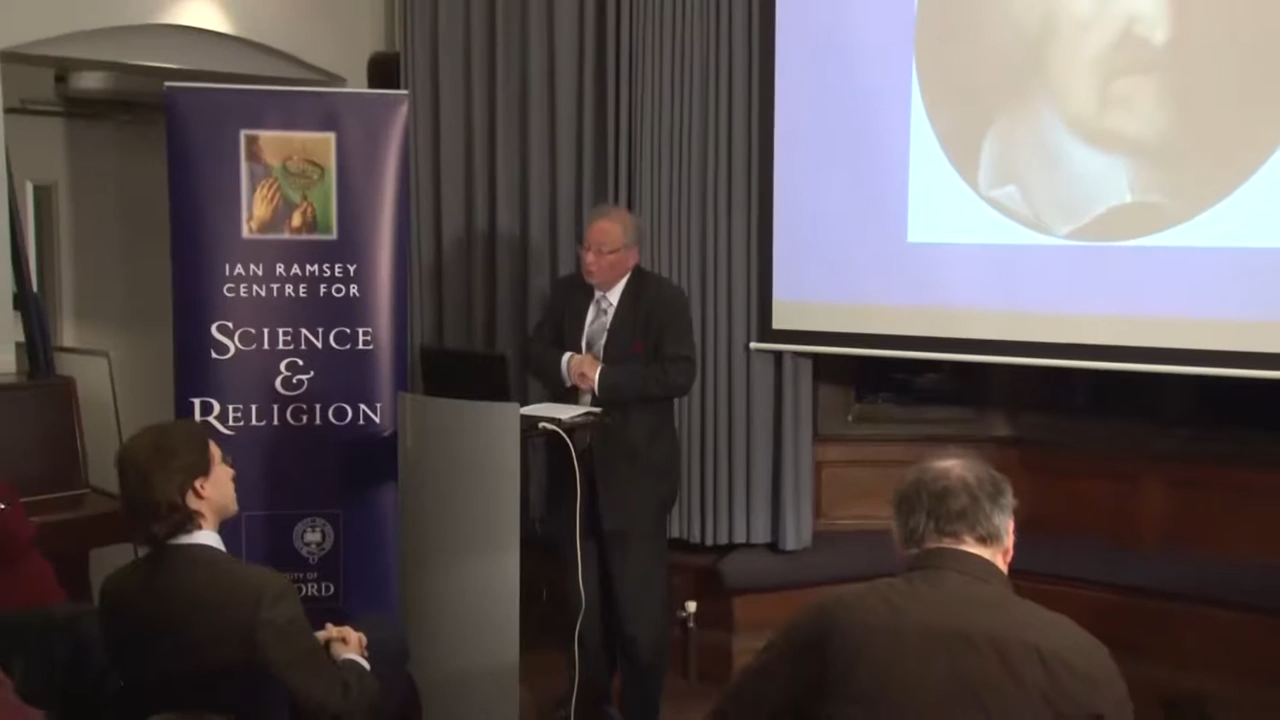 IAN RAMSEY
CENTRE FOR
SCIENCE
&
RELIGION